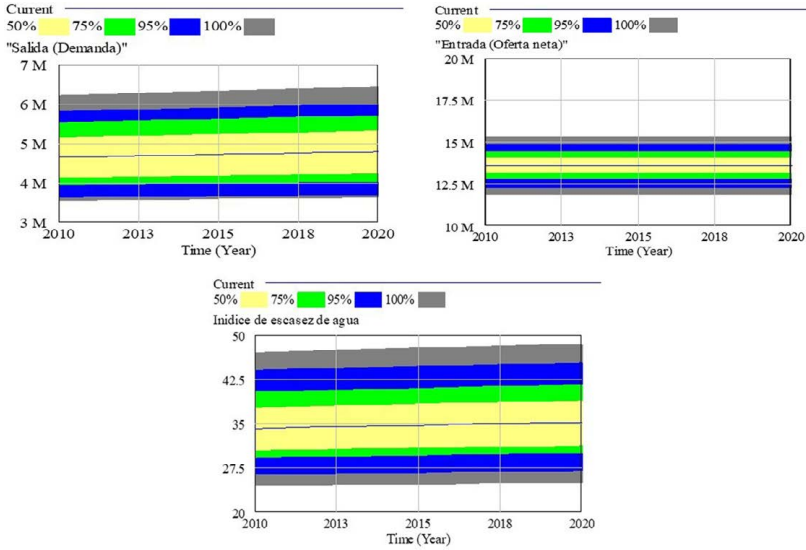 Current
50% 75% 95% 100%
"Salida (Demanda)"
7 M
6 M
5 M
4 M
3 M
2010 2013 2015 2018 2020
Time (Year)
Current
50% 75% 95% 100%
"Entrada (Oferta neta)"
20 M
17.5 M
15 M
12.5 M
10 M
2010 2013 2015 2018 2020
Time (Year)
Current
50% 75% 95% 100%
Inidice de escasez de agua
50
42.5
35
27.5
20
2010 2013 2015 2018 2020
Time (Year)